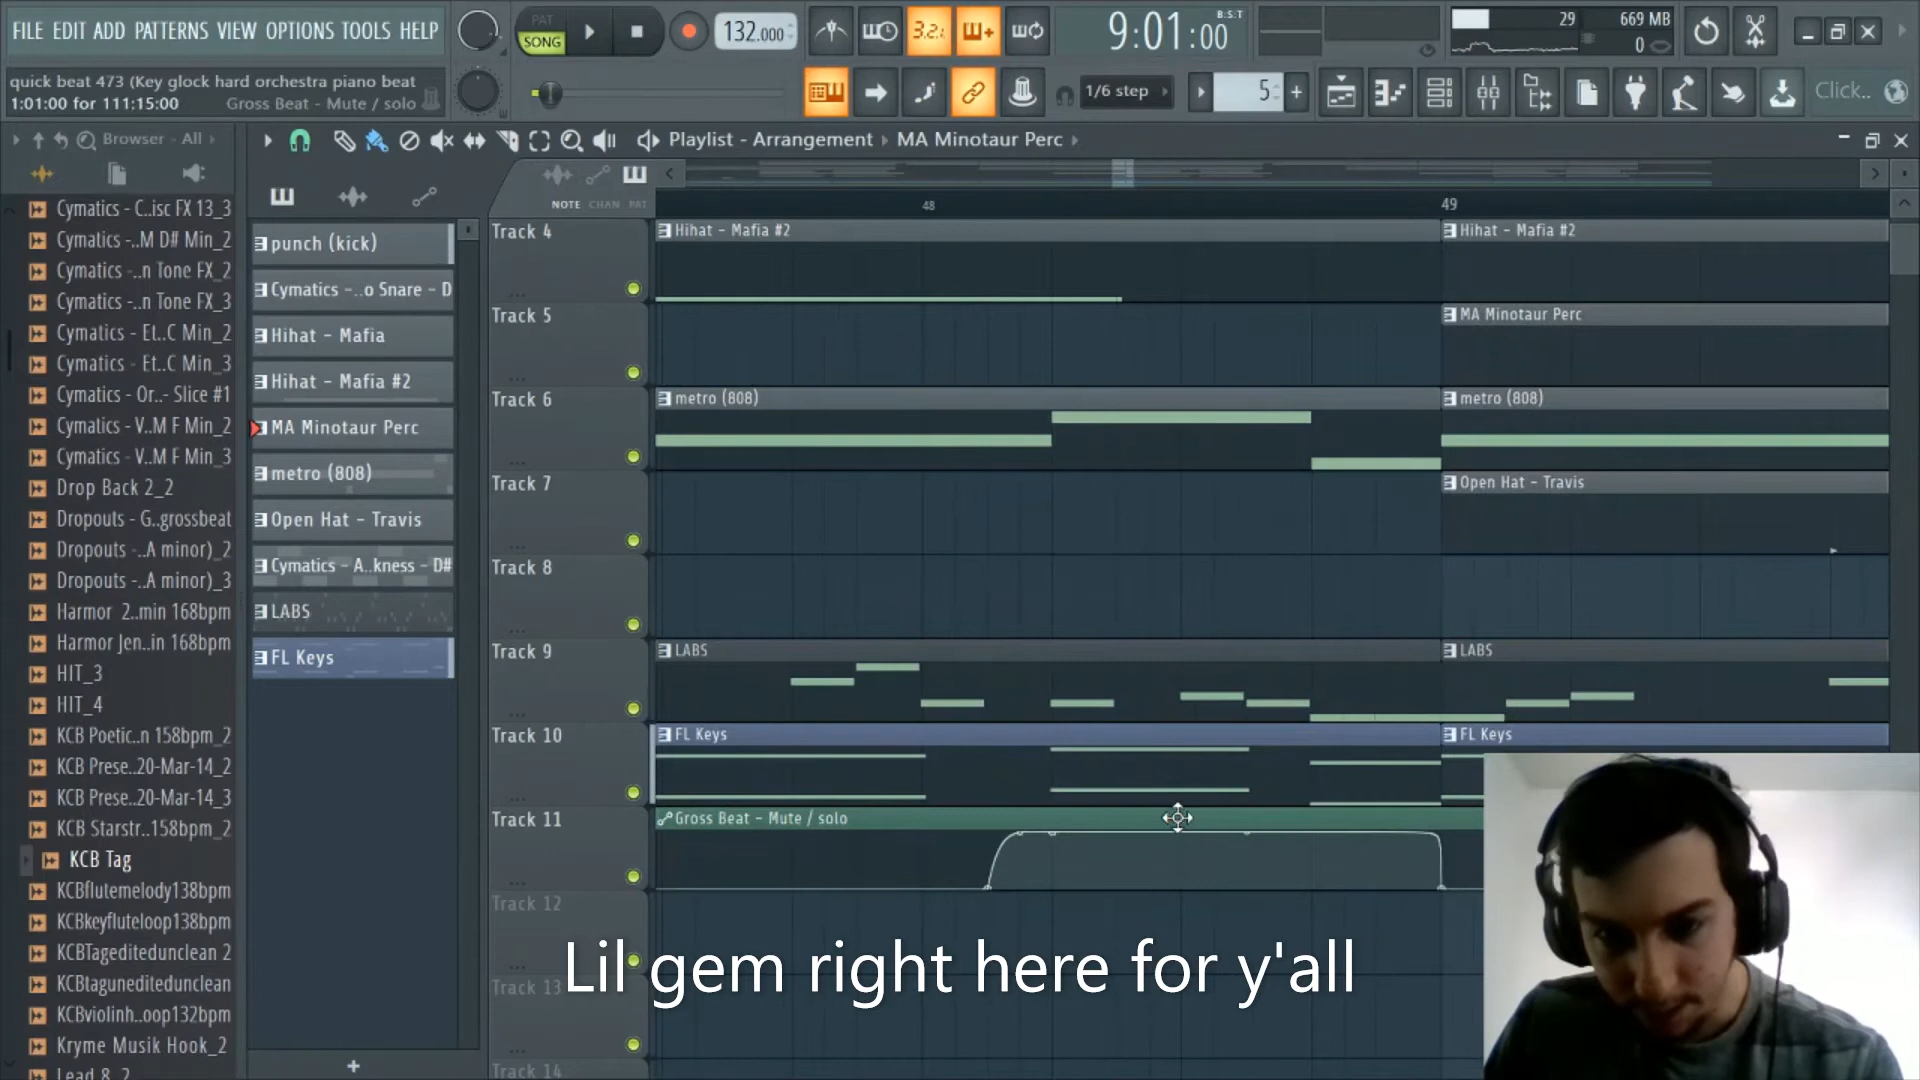 FILE EDIT ADD PATTERNS VIEW OPTIONS TOOLS HELP
PAT
SONG
132.000
3.2.1
9:01:00
B:S:T
29
669 MB
0
quick beat 473 (Key glock hard orchestra piano beat
1:01:00 for 111:15:00
Gross Beat - Mute / solo
1/6 step
5
Click..
Browser - All
Playlist - Arrangement
MA Minotaur Perc
NOTE CHAN PAT
48
49
Cymatics - C..isc FX 13_3
Cymatics -..M D# Min_2
Cymatics -..n Tone FX_2
Cymatics -..n Tone FX_3
Cymatics - Et..C Min_2
Cymatics - Et..C Min_3
Cymatics - Or..- Slice #1
Cymatics - V..M F Min_2
Cymatics - V..M F Min_3
Drop Back 2_2
Dropouts - G..grossbeat
Dropouts -..A minor)_2
Dropouts -..A minor)_3
Harmor 2..min 168bpm
Harmor Jen..in 168bpm
HIT_3
HIT_4
KCB Poetic..n 158bpm_2
KCB Prese..20-Mar-14_2
KCB Prese..20-Mar-14_3
KCB Starstr..m 158bpm_2
KCB Tag
KCBflutemelody138bpm
KCBkeyfluteloop138bpm
KCBTageditedunclean 2
KCBtaguneditedunclean
KCBviolinh..oop132bpm
Kryme Musik Hook_2
Lead 8_2
punch (kick)
Cymatics -..o Snare - D
Hihat - Mafia
Hihat - Mafia #2
MA Minotaur Perc
metro (808)
Open Hat - Travis
Cymatics - A..kness - D#
LABS
FL Keys
Track 4
Hihat - Mafia #2
Hihat - Mafia #2
Track 5
MA Minotaur Perc
Track 6
metro (808)
metro (808)
Track 7
Open Hat - Travis
Track 8
Track 9
LABS
LABS
Track 10
FL Keys
FL Keys
Track 11
Gross Beat - Mute / solo
Track 12
Track 13
Track 14
Lil gem right here for y'all